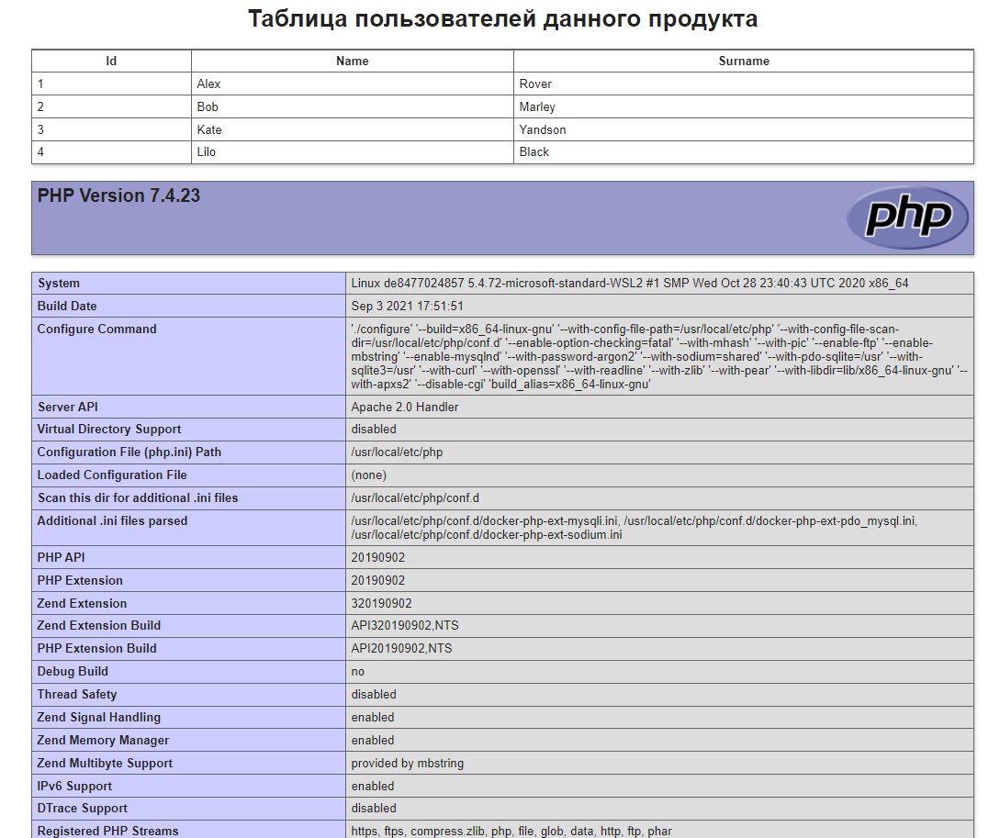 Таблица пользователей данного продукта
Id Name Surname
1 Alex Rover
2 Bob Marley
3 Kate Yandson
4 Lilo Black
PHP Version 7.4.23
php
System Linux de8477024857 5.4.72-microsoft-standard-WSL2 #1 SMP Wed Oct 28 23:40:43 UTC 2020 x86_64
Build Date Sep 3 2021 17:51:51
Configure Command './configure' '--build=x86_64-linux-gnu' '--with-config-file-path=/usr/local/etc/php' '--with-config-file-scan-
dir=/usr/local/etc/php/conf.d' '--enable-option-checking=fatal' '--with-mhash' '--with-pic' '--enable-ftp' '--enable-
mbstring' '--enable-mysqlnd' '--with-password-argon2' '--with-sodium=shared' '--with-pdo-sqlite=/usr' '--with-
sqlite3=/usr' '--with-curl' '--with-openssl' '--with-readline' '--with-zlib' '--with-pear' '--with-libdir=lib/x86_64-linux-gnu' '--
with-apxs2' '--disable-cgi' 'build_alias=x86_64-linux-gnu'
Server API Apache 2.0 Handler
Virtual Directory Support disabled
Configuration File (php.ini) Path /usr/local/etc/php
Loaded Configuration File (none)
Scan this dir for additional .ini files /usr/local/etc/php/conf.d
Additional .ini files parsed /usr/local/etc/php/conf.d/docker-php-ext-mysqli.ini, /usr/local/etc/php/conf.d/docker-php-ext-pdo_mysql.ini,
/usr/local/etc/php/conf.d/docker-php-ext-sodium.ini
PHP API 20190902
PHP Extension 20190902
Zend Extension 320190902
Zend Extension Build API320190902,NTS
PHP Extension Build API20190902,NTS
Debug Build no
Thread Safety disabled
Zend Signal Handling enabled
Zend Memory Manager enabled
Zend Multibyte Support provided by mbstring
IPv6 Support enabled
DTrace Support disabled
Registered PHP Streams https, ftps, compress.zlib, php, file, glob, data, http, ftp, phar